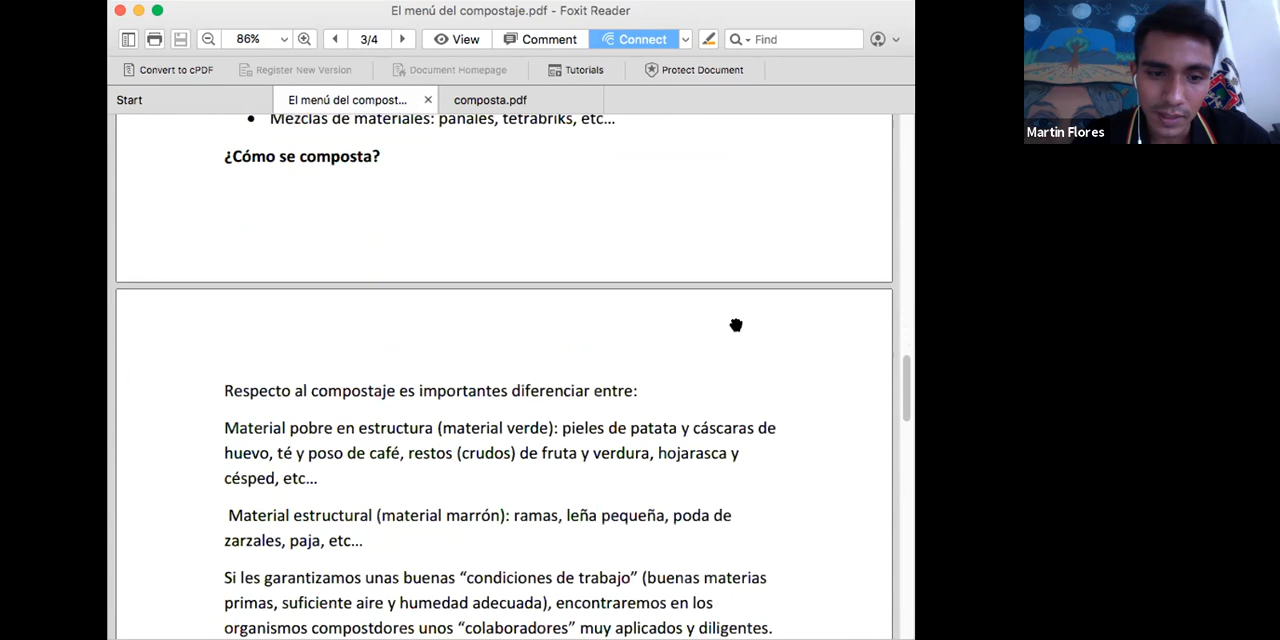 El menú del compostaje.pdf - Foxit Reader
86%
3/4
View
Comment
Connect
Find
Convert to cPDF
Register New Version
Document Homepage
Tutorials
Protect Document
Start
El menú del compost...
composta.pdf
Martin Flores
• Mezclas de materiales: pañales, tetrabriks, etc...
¿Cómo se composta?
Respecto al compostaje es importantes diferenciar entre:
Material pobre en estructura (material verde): pieles de patata y cáscaras de
huevo, té y poso de café, restos (crudos) de fruta y verdura, hojarasca y
césped, etc...
Material estructural (material marrón): ramas, leña pequeña, poda de
zarzales, paja, etc...
Si les garantizamos unas buenas “condiciones de trabajo” (buenas materias
primas, suficiente aire y humedad adecuada), encontraremos en los
organismos compostdores unos “colaboradores” muy aplicados y diligentes.